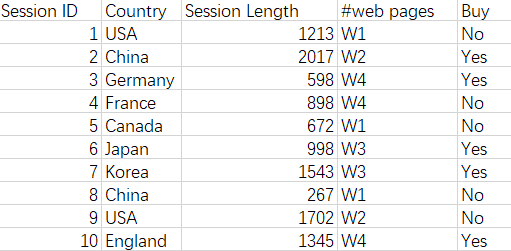 Session ID Country Session Length #web pages Buy
1 USA 1213 W1 No
2 China 2017 W2 Yes
3 Germany 598 W4 Yes
4 France 898 W4 No
5 Canada 672 W1 No
6 Japan 998 W3 Yes
7 Korea 1543 W3 Yes
8 China 267 W1 No
9 USA 1702 W2 No
10 England 1345 W4 Yes